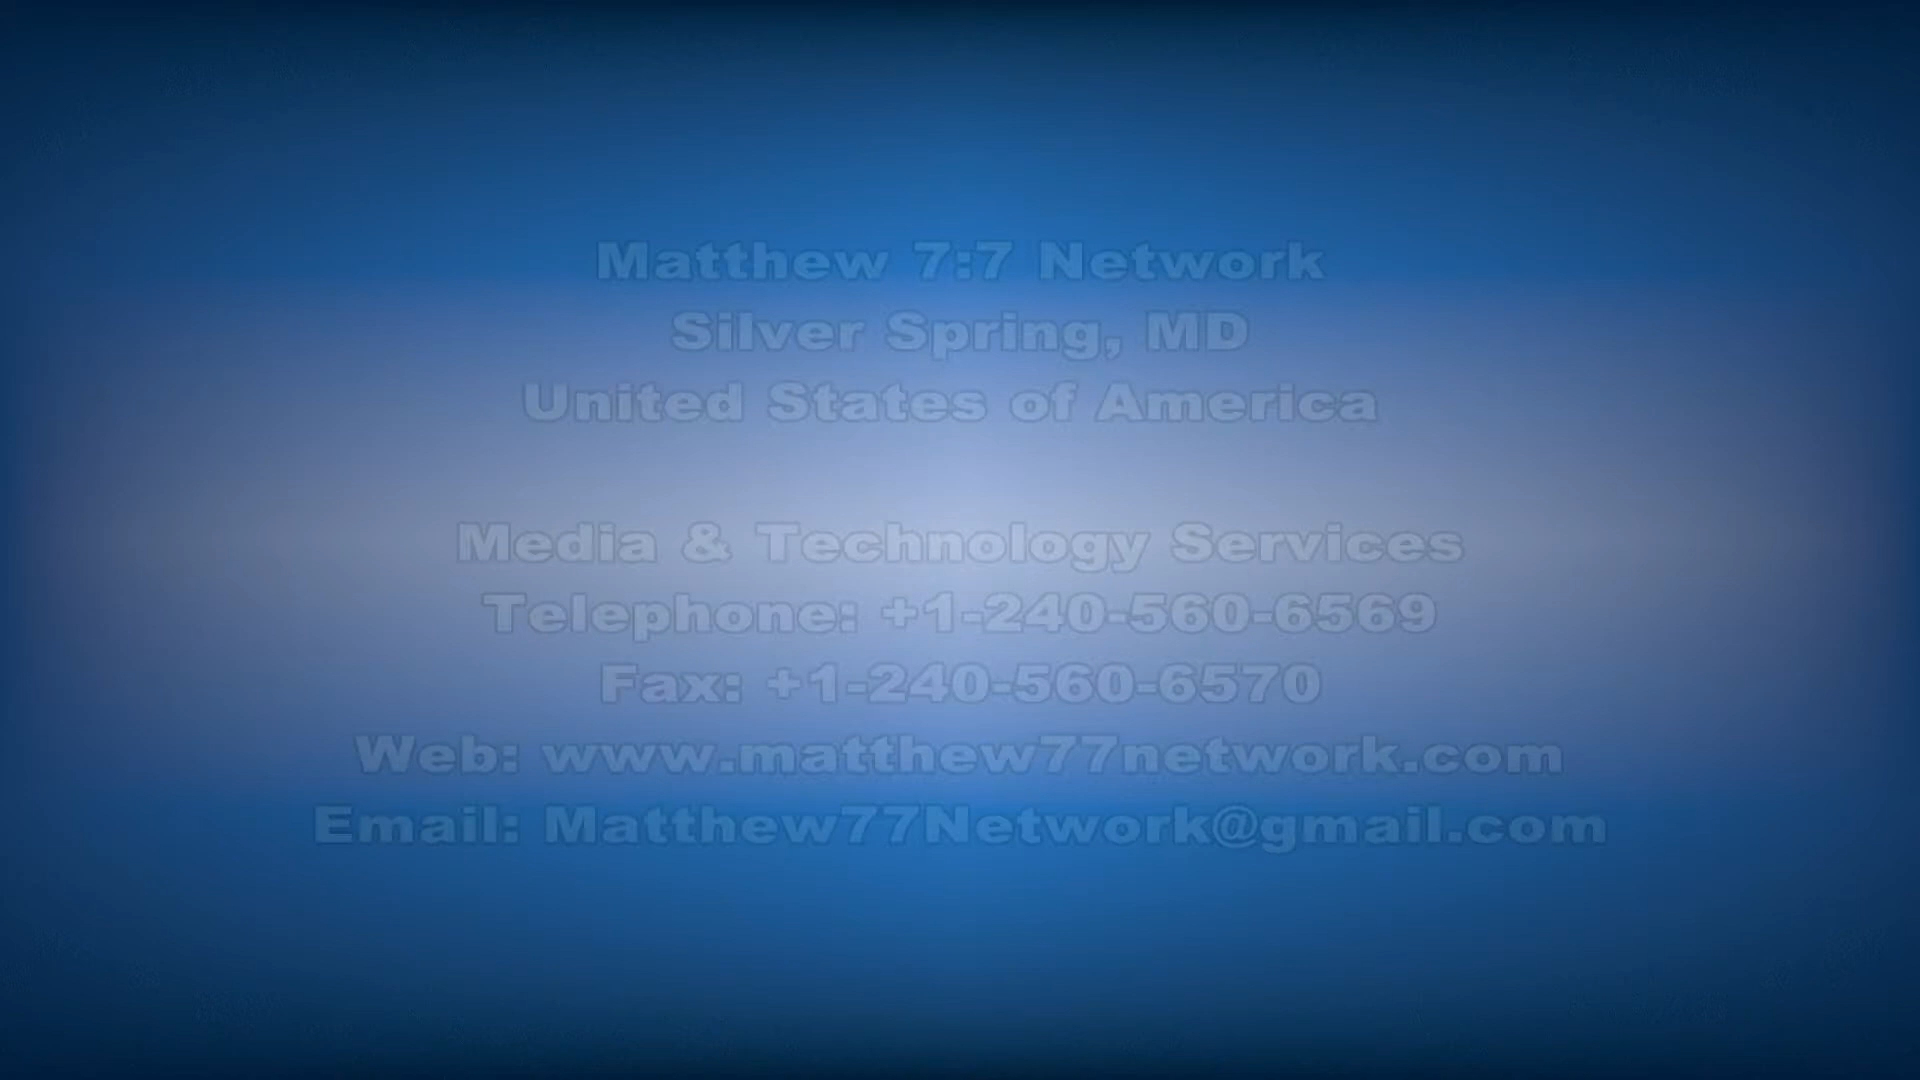 Matthew 7:7 Network
Silver Spring, MD
United States of America
Media & Technology Services
Telephone: +1-240-560-6569
Fax: +1-240-560-6570
Web: www.matthew77network.com
Email: Matthew77Network@gmail.com